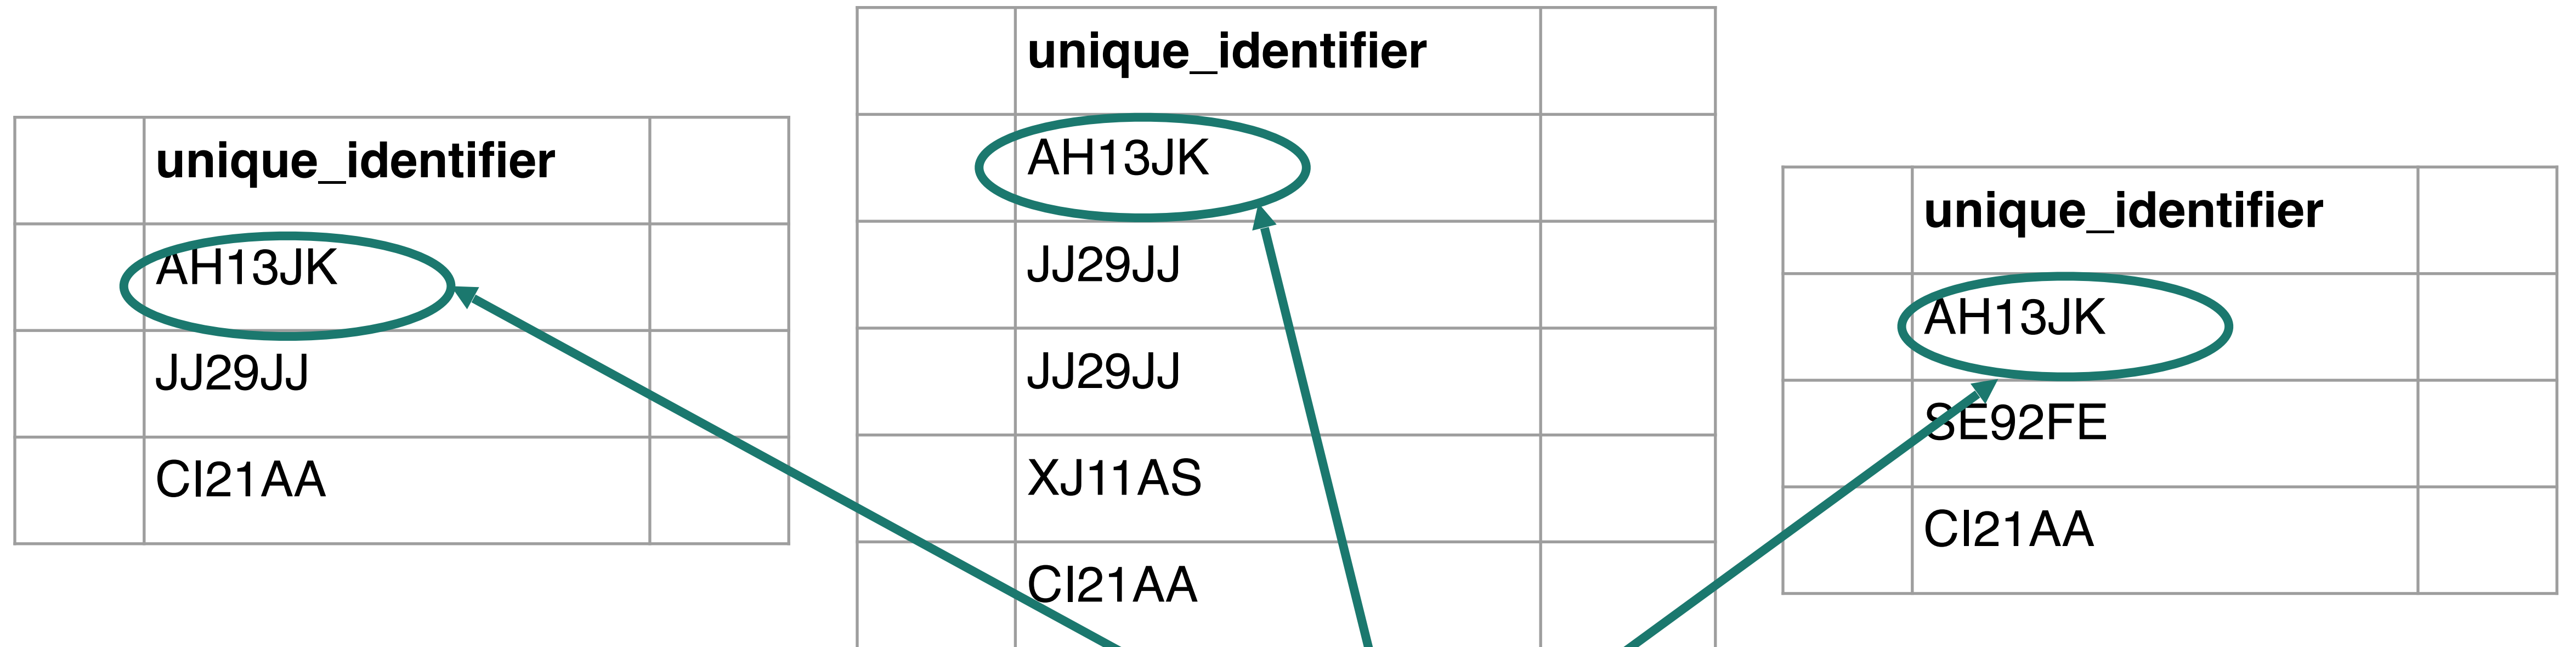 unique_identifier
AH13JK
JJ29JJ
CI21AA
unique_identifier
AH13JK
JJ29JJ
JJ29JJ
XJ11AS
CI21AA
unique_identifier
AH13JK
SE92FE
CI21AA